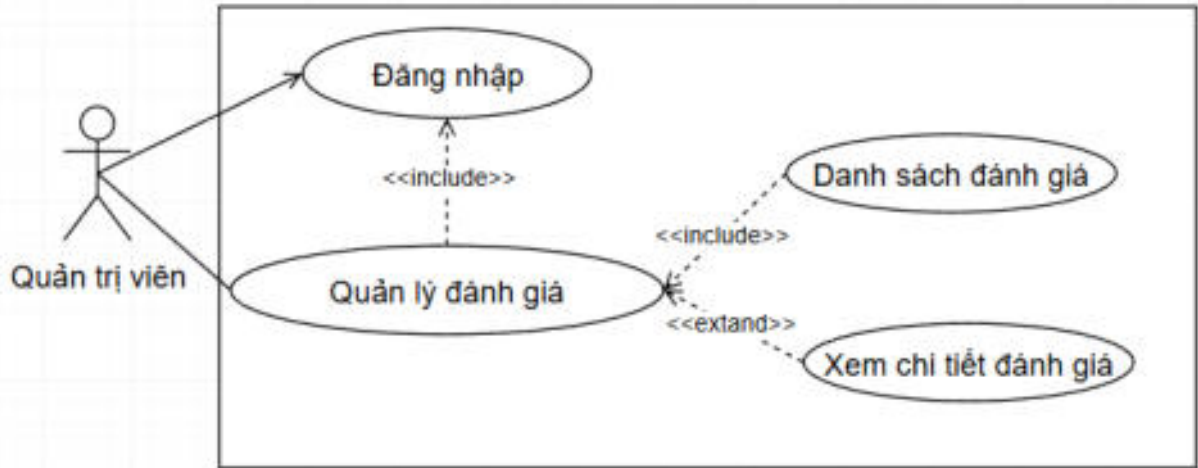 Đăng nhập
<<include>>
Danh sách đánh giá
<<include>>
Quản trị viên
Quản lý đánh giá
<<extand>>
Xem chi tiết đánh giá